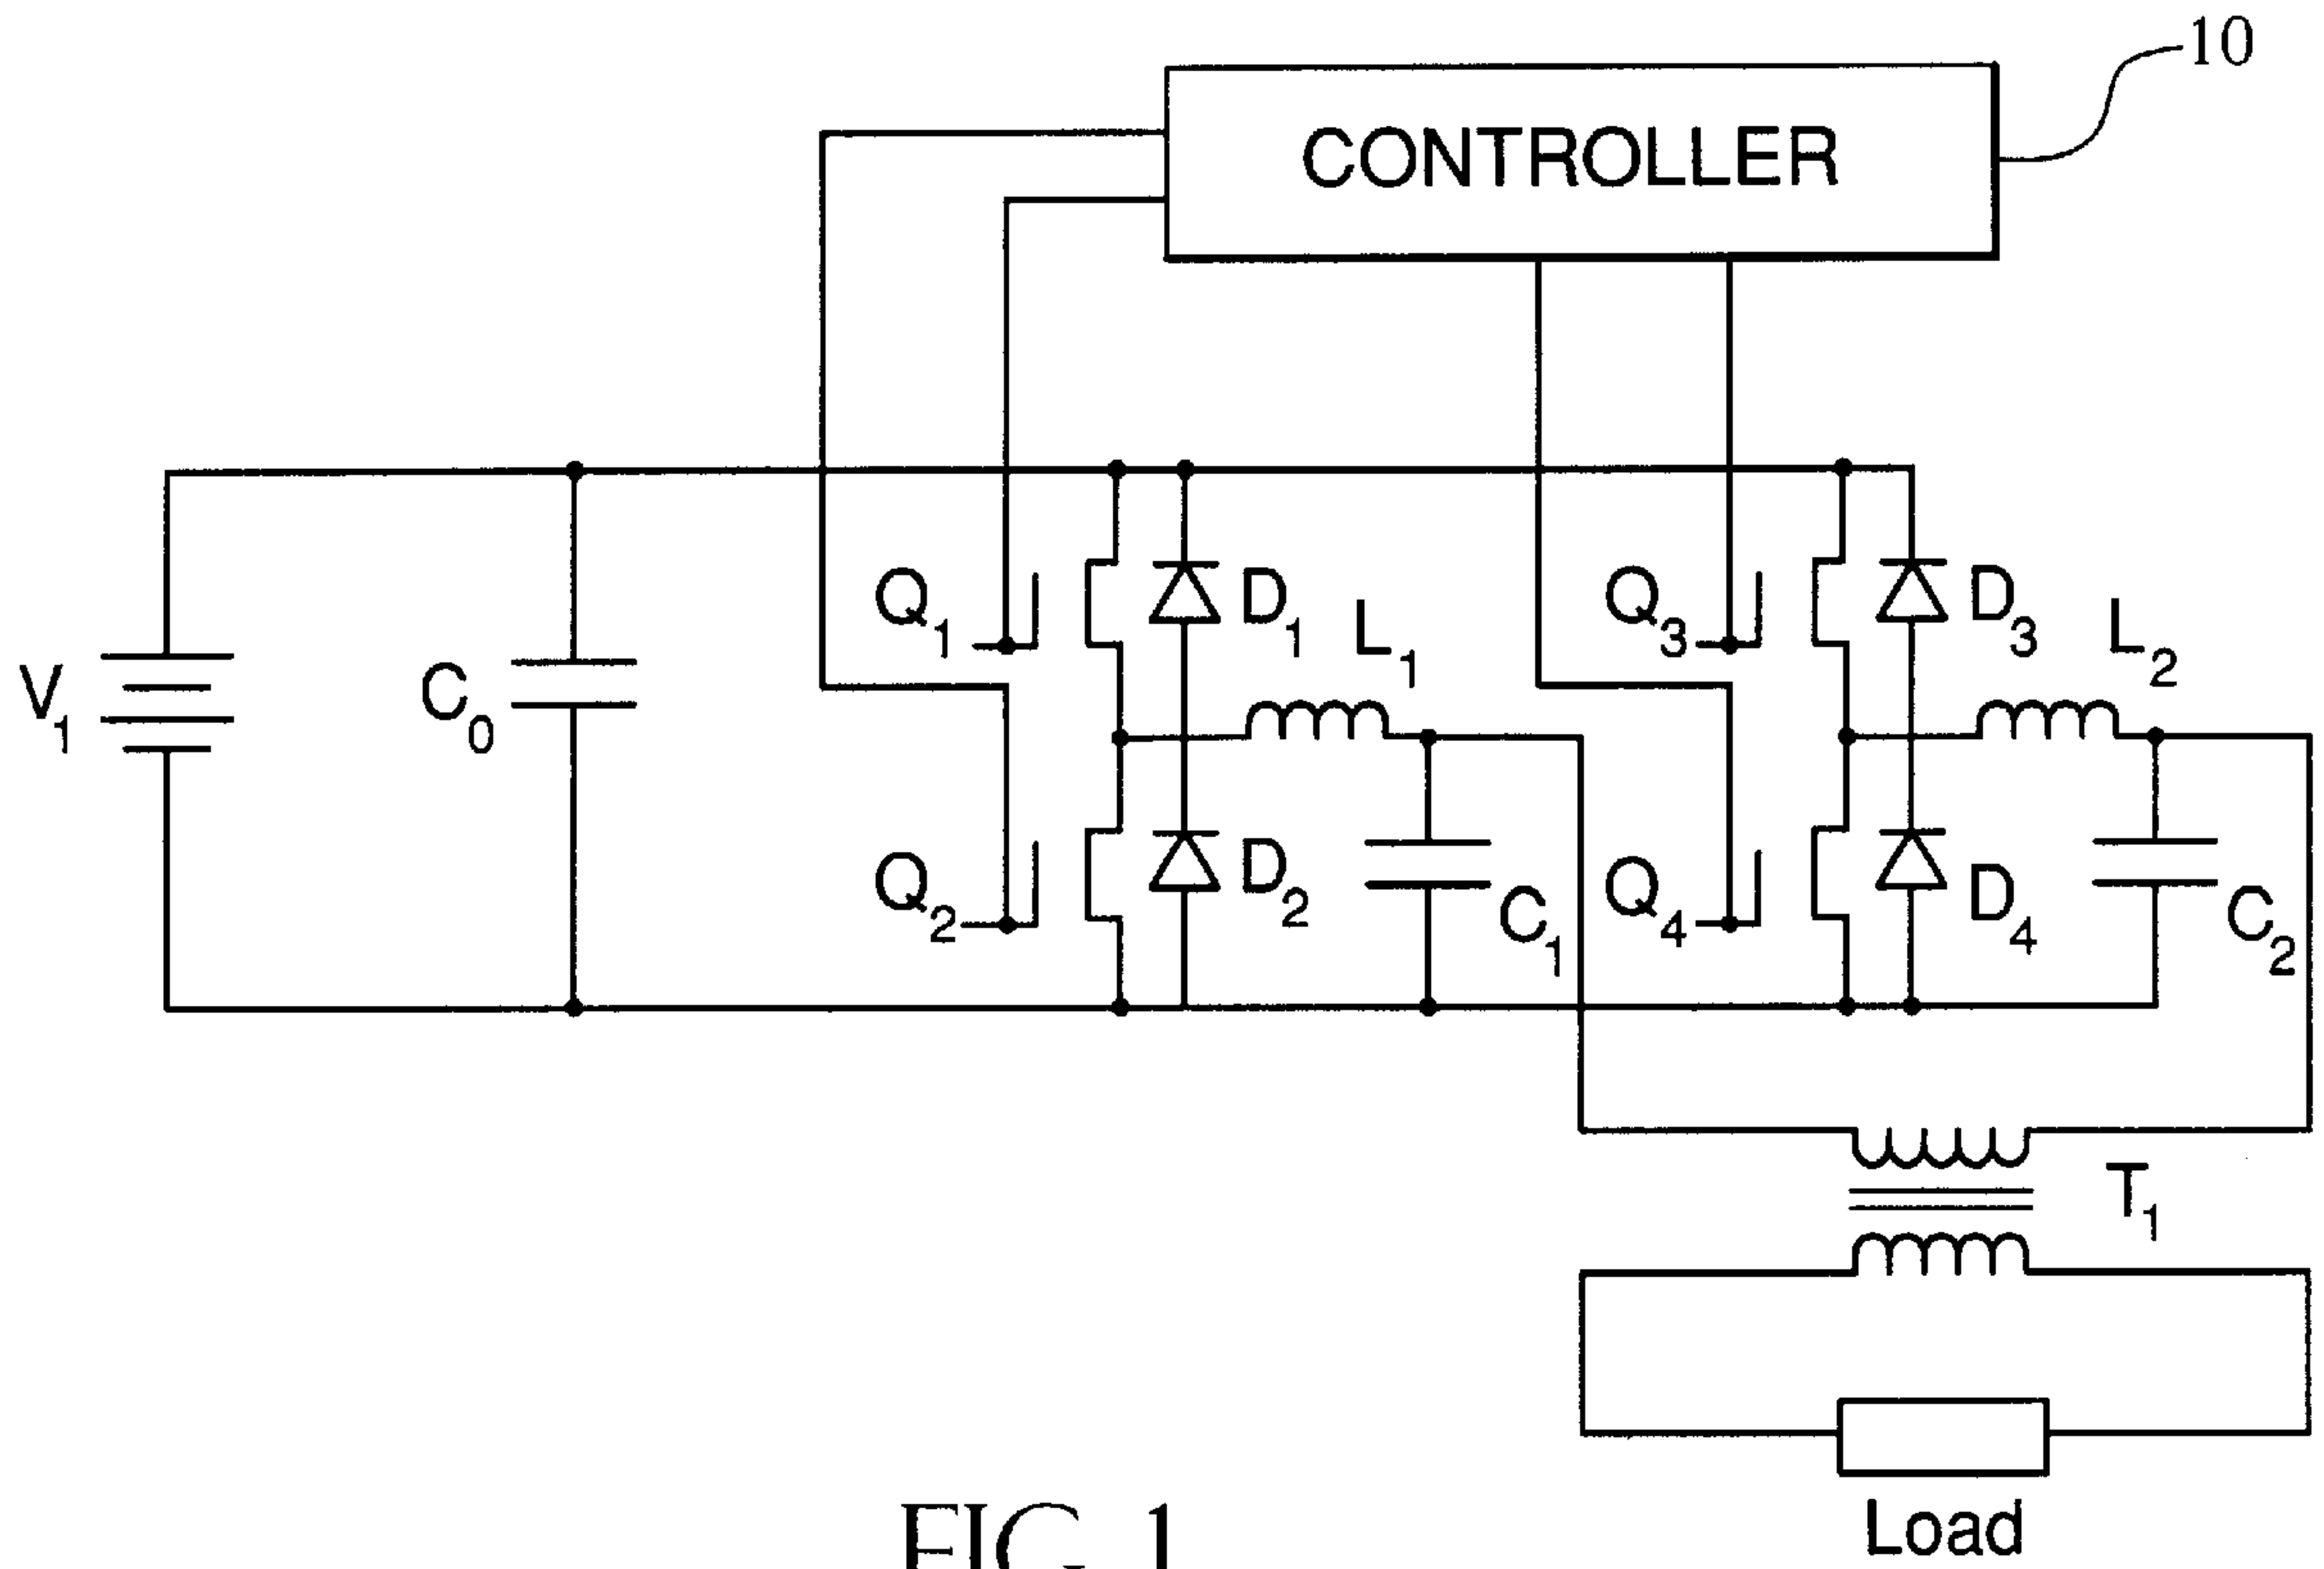 10
CONTROLLER
Q1
D1
L1
Q3
D3
L2
V1
C0
Q2
D2
C1
Q4
D4
C2
T1
Load
FIG. 1